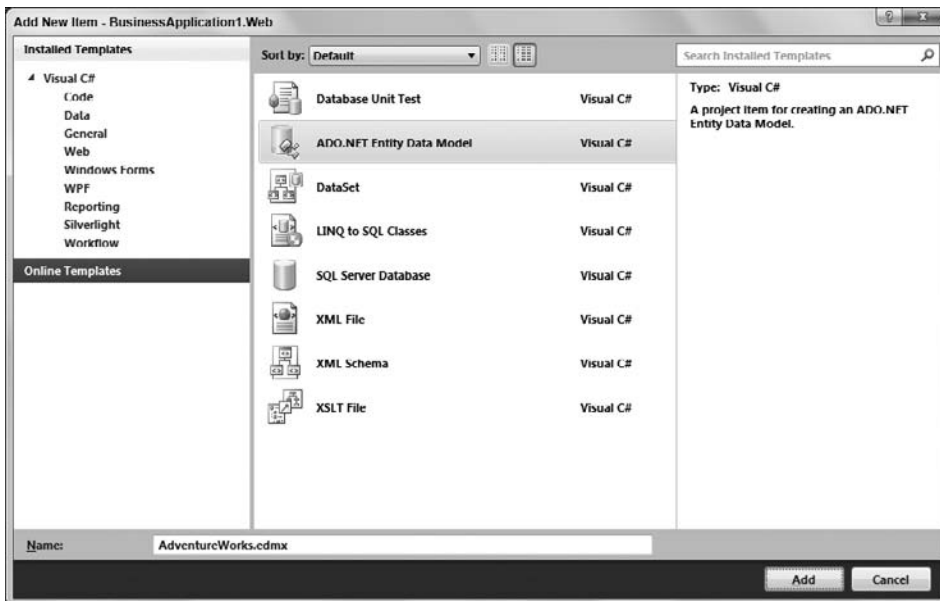 Add New Item - BusinessApplication1.Web
Installed Templates
Visual C#
Code
Data
General
Web
Windows Forms
WPF
Reporting
Silverlight
Workflow
Online Templates
Sort by: Default
Database Unit Test Visual C#
ADO.NET Entity Data Model Visual C#
DataSet Visual C#
LINQ to SQL Classes Visual C#
SQL Server Database Visual C#
XML File Visual C#
XML Schema Visual C#
XSLT File Visual C#
Search Installed Templates
Type: Visual C#
A project item for creating an ADO.NET
Entity Data Model.
Name: AdventureWorks.edmx
Add Cancel